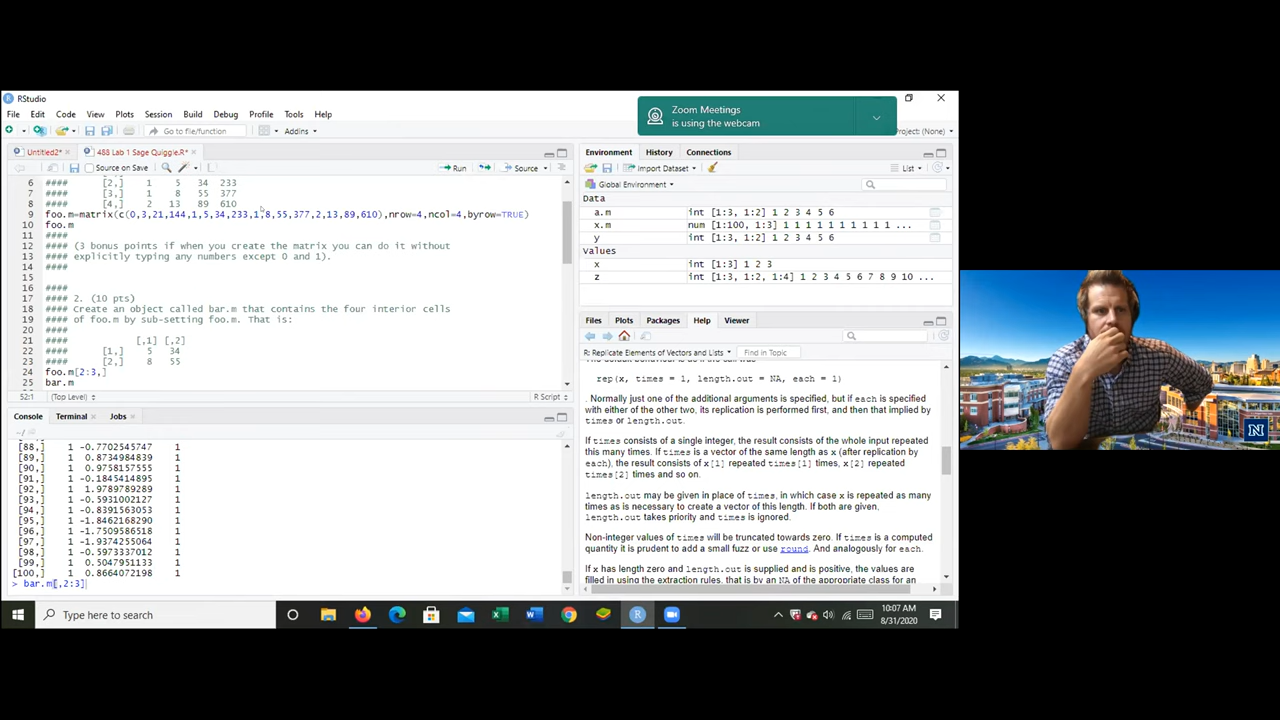 RStudio
File Edit Code View Plots Session Build Debug Profile Tools Help
Zoom Meetings
is using the webcam
Go to file/function
Addins
Project: (None)
Untitled2*
488 Lab 1 Sage Quiggle.R*
Source on Save
Run
Source
6 #### [2,] 1 5 34 233
7 #### [3,] 1 8 55 377
8 #### [4,] 2 13 89 610
9 foo.m=matrix(c(0,3,21,144,1,5,34,233,1,8,55,377,2,13,89,610),nrow=4,ncol=4,byrow=TRUE)
10 foo.m
11 ####
12 #### (3 bonus points if when you create the matrix you can do it without
13 #### explicitly typing any numbers except 0 and 1).
14 ####
15
16 ####
17 #### 2. (10 pts)
18 #### Create an object called bar.m that contains the four interior cells
19 #### of foo.m by sub-setting foo.m. That is:
20 ####
21 #### [,1] [,2]
22 #### [1,] 5 34
23 #### [2,] 8 55
24 foo.m[2:3,]
25 bar.m
52:1 (Top Level) R Script
Console Terminal Jobs
~/
[88,] 1 -0.7702545747 1
[89,] 1 0.8734984839 1
[90,] 1 0.9758157555 1
[91,] 1 -0.1845414895 1
[92,] 1 1.9789789289 1
[93,] 1 -0.5931002127 1
[94,] 1 -0.8391563053 1
[95,] 1 -1.8462168290 1
[96,] 1 -1.7509586518 1
[97,] 1 -1.9374255064 1
[98,] 1 -0.5973337012 1
[99,] 1 0.5047951133 1
[100,] 1 0.8664072198 1
> bar.m[,2:3]
Environment History Connections
Import Dataset
List
Global Environment
Data
a.m int [1:3, 1:2] 1 2 3 4 5 6
x.m num [1:100, 1:3] 1 1 1 1 1 1 1 1 1 1 ...
y int [1:3, 1:2] 1 2 3 4 5 6
Values
x int [1:3] 1 2 3
z int [1:3, 1:2, 1:4] 1 2 3 4 5 6 7 8 9 10 ...
Files Plots Packages Help Viewer
R: Replicate Elements of Vectors and Lists
Find in Topic
rep(x, times = 1, length.out = NA, each = 1)
. Normally just one of the additional arguments is specified, but if each is specified
with either of the other two, its replication is performed first, and then that implied by
times or length.out.
If times consists of a single integer, the result consists of the whole input repeated
this many times. If times is a vector of the same length as x (after replication by
each), the result consists of x[1] repeated times[1] times, x[2] repeated
times[2] times and so on.
length.out may be given in place of times, in which case x is repeated as many
times as is necessary to create a vector of this length. If both are given,
length.out takes priority and times is ignored.
Non-integer values of times will be truncated towards zero. If times is a computed
quantity it is prudent to add a small fuzz or use round. And analogously for each.
If x has length zero and length.out is supplied and is positive, the values are
filled in using the extraction rules, that is by an NA of the appropriate class for an
Type here to search
10:07 AM
8/31/2020
N